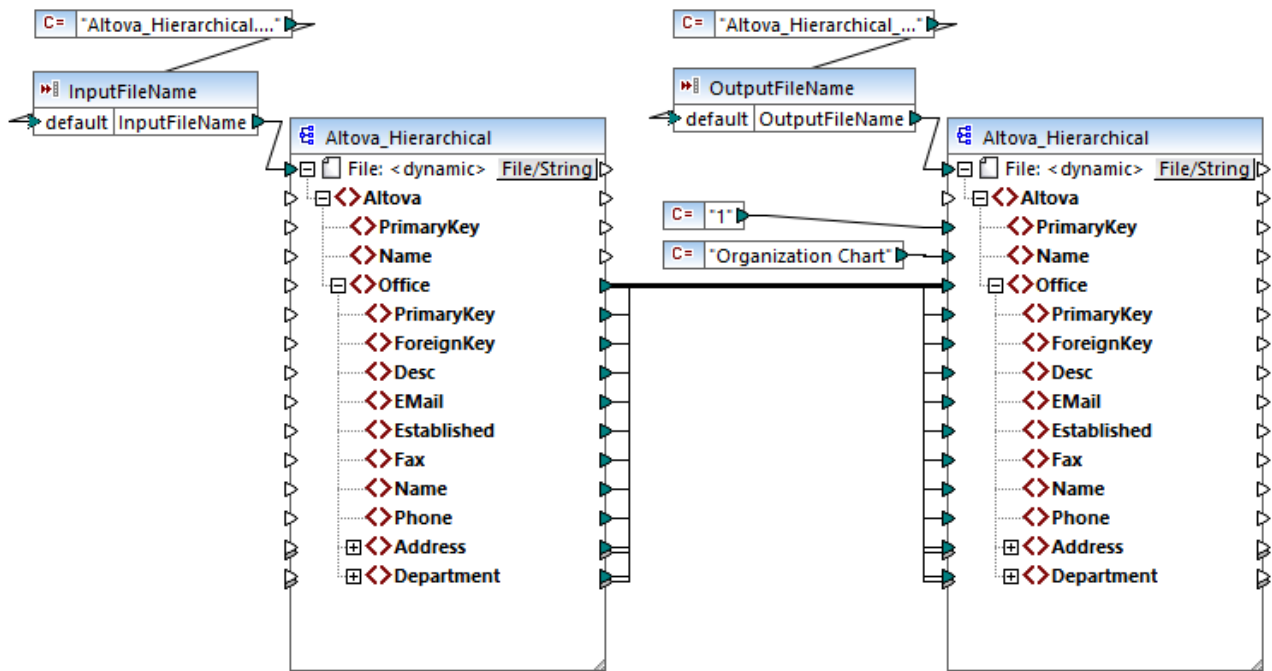 C= "Altova_Hierarchical....
C= "Altova_Hierarchical_..."
InputFileName
OutputFileName
default InputFileName
default OutputFileName
Altova_Hierarchical
File: <dynamic> File/String
Altova
PrimaryKey
Name
Office
PrimaryKey
ForeignKey
Desc
EMail
Established
Fax
Name
Phone
Address
Department
C= "1"
C= "Organization Chart"
Altova_Hierarchical
File: <dynamic> File/String
Altova
PrimaryKey
Name
Office
PrimaryKey
ForeignKey
Desc
EMail
Established
Fax
Name
Phone
Address
Department